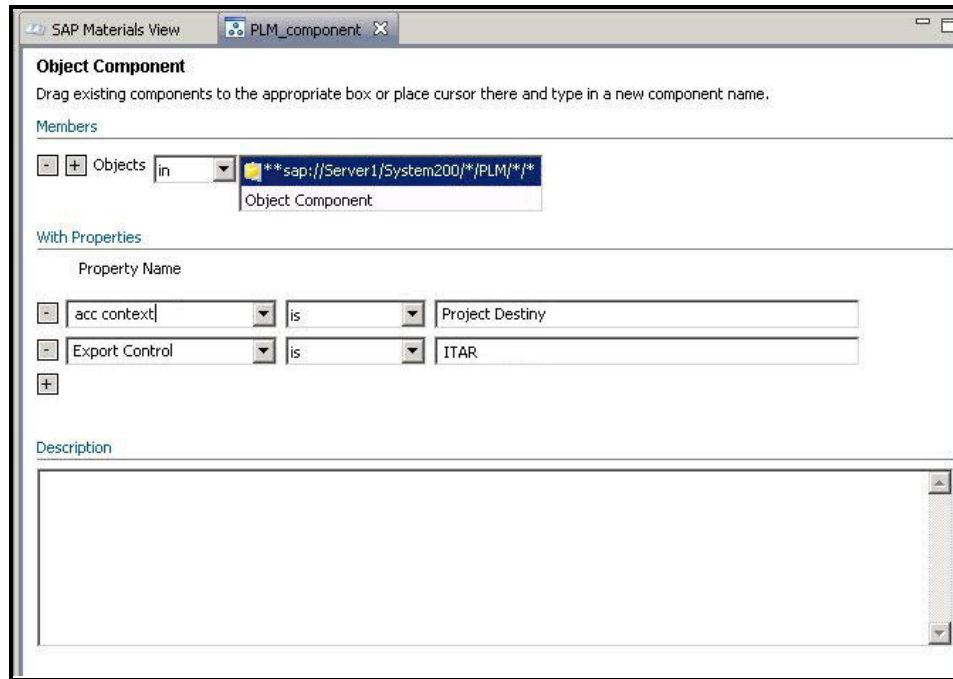 SAP Materials View PLM_component
Object Component
Drag existing components to the appropriate box or place cursor there and type in a new component name.
Members
- + Objects in **sap://Server1/System200/*/PLM/*/*
Object Component
With Properties
Property Name
- acc context is Project Destiny
- Export Control is ITAR
+
Description